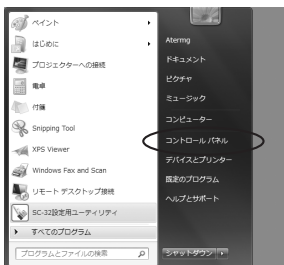 ペイント
はじめに
プロジェクターへの接続
電卓
付箋
Snipping Tool
XPS Viewer
Windows Fax and Scan
リモート デスクトップ接続
SC-32設定用ユーティリティ
すべてのプログラム
プログラムとファイルの検索
Atermg
ドキュメント
ピクチャ
ミュージック
コンピューター
コントロール パネル
デバイスとプリンター
既定のプログラム
ヘルプとサポート
シャットダウン